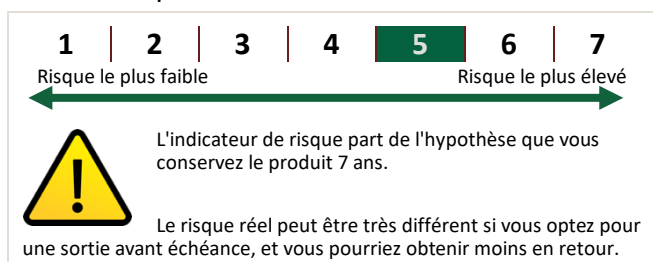 1 2 3 4 5 6 7
Risque le plus faible Risque le plus élevé
L'indicateur de risque part de l'hypothèse que vous
conservez le produit 7 ans.
Le risque réel peut être très différent si vous optez pour
une sortie avant échéance, et vous pourriez obtenir moins en retour.